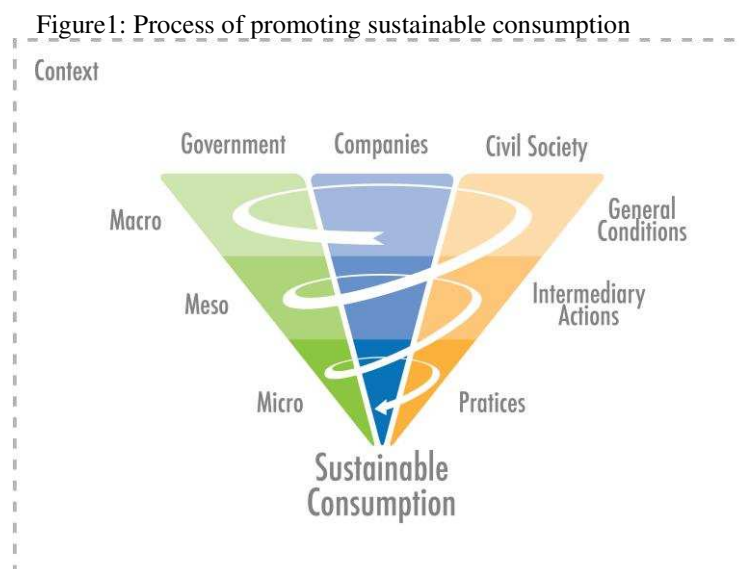 Figure1: Process of promoting sustainable consumption
Context
Government Companies Civil Society
Macro
General
Conditions
Meso
Intermediary
Actions
Micro
Pratices
Sustainable
Consumption